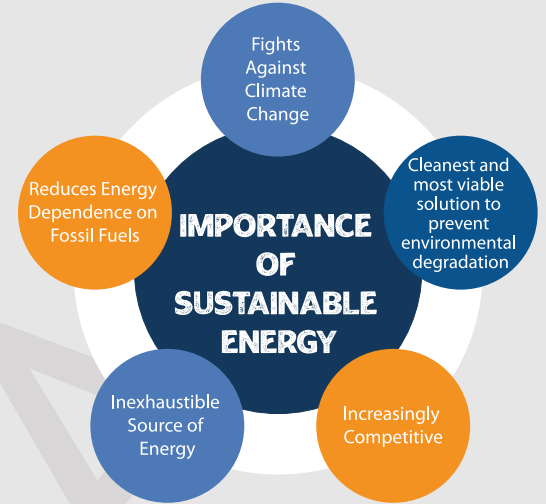 Fights
Against
Climate
Change
Cleanest and
most viable
solution to
prevent
environmental
degradation
Increasingly
Competitive
Inexhaustible
Source of
Energy
Reduces Energy
Dependence on
Fossil Fuels
IMPORTANCE
OF
SUSTAINABLE
ENERGY